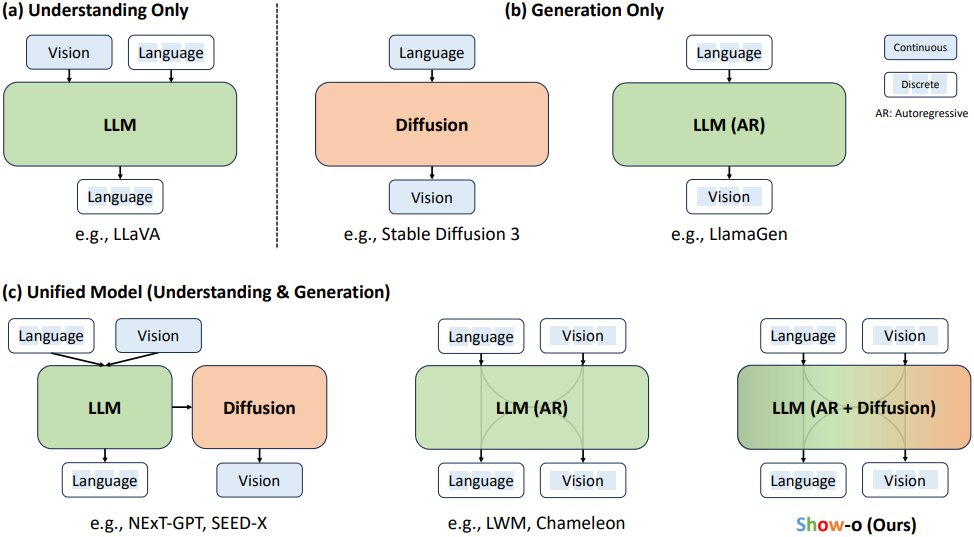 (a) Understanding Only
(b) Generation Only
Vision
Language
LLM
Language
e.g., LLaVA
Language
Diffusion
Vision
e.g., Stable Diffusion 3
Language
LLM (AR)
Vision
e.g., LlamaGen
Continuous
Discrete
AR: Autoregressive
(c) Unified Model (Understanding & Generation)
Language
Vision
LLM
Diffusion
Language
Vision
e.g., NExT-GPT, SEED-X
Language
Vision
LLM (AR)
Language
Vision
e.g., LWM, Chameleon
Language
Vision
LLM (AR + Diffusion)
Language
Vision
Show-o (Ours)